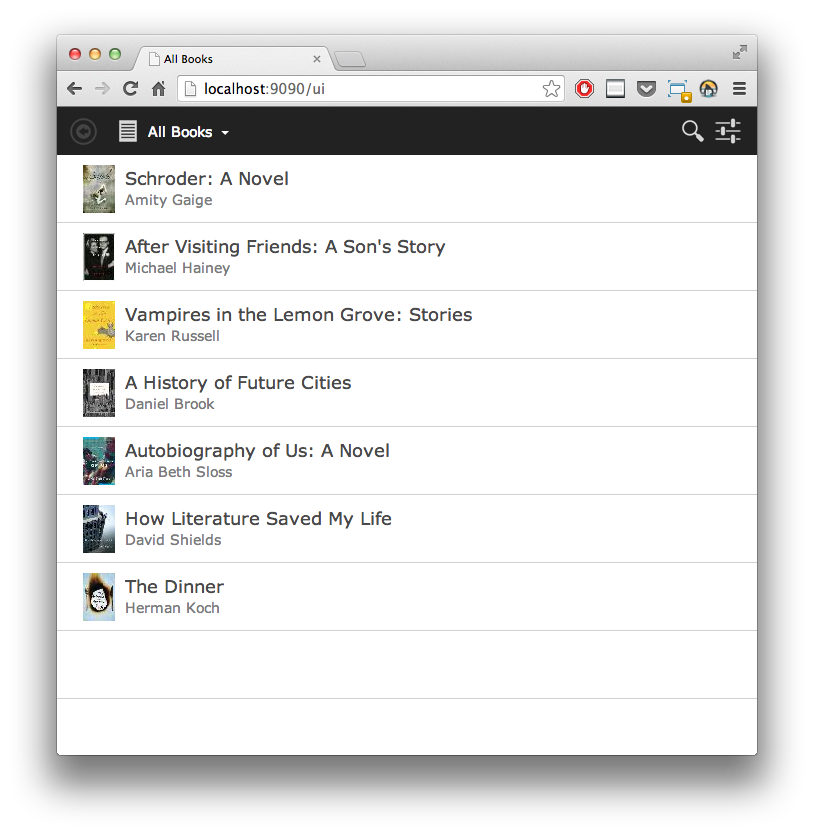 All Books
localhost:9090/ui
All Books
Schroder: A Novel
Amity Gaige
After Visiting Friends: A Son's Story
Michael Hainey
Vampires in the Lemon Grove: Stories
Karen Russell
A History of Future Cities
Daniel Brook
Autobiography of Us: A Novel
Aria Beth Sloss
How Literature Saved My Life
David Shields
The Dinner
Herman Koch